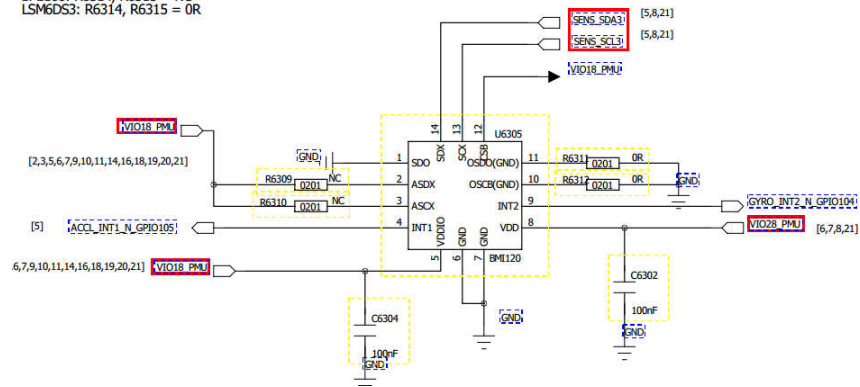 LSM6DS3: R6314, R6315 = 0R
SENS_SDA3 [5,8,21]
SENS_SCL3 [5,8,21]
VIO18_PMU
VIO18_PMU
14 13 12 U6305
SDX SCX CSB
[2,3,5,6,7,9,10,11,14,16,18,19,20,21]
GND 1 SDO OSDO(GND) 11 R6311 0201 0R
R6309 0201 NC 2 ASDX OSCB(GND) 10 R6312 0201 0R GND
R6310 0201 NC 3 ASCX INT2 9 GYRO_INT2_N_GPIO104
[5] ACCL_INT1_N_GPIO105 4 INT1 VDD 8 VIO28_PMU [6,7,8,21]
VDDIO GND GND
5 6 7 BMI120
,6,7,9,10,11,14,16,18,19,20,21] VIO18_PMU
C6302
100nF
GND
GND
C6304
100nF
GND